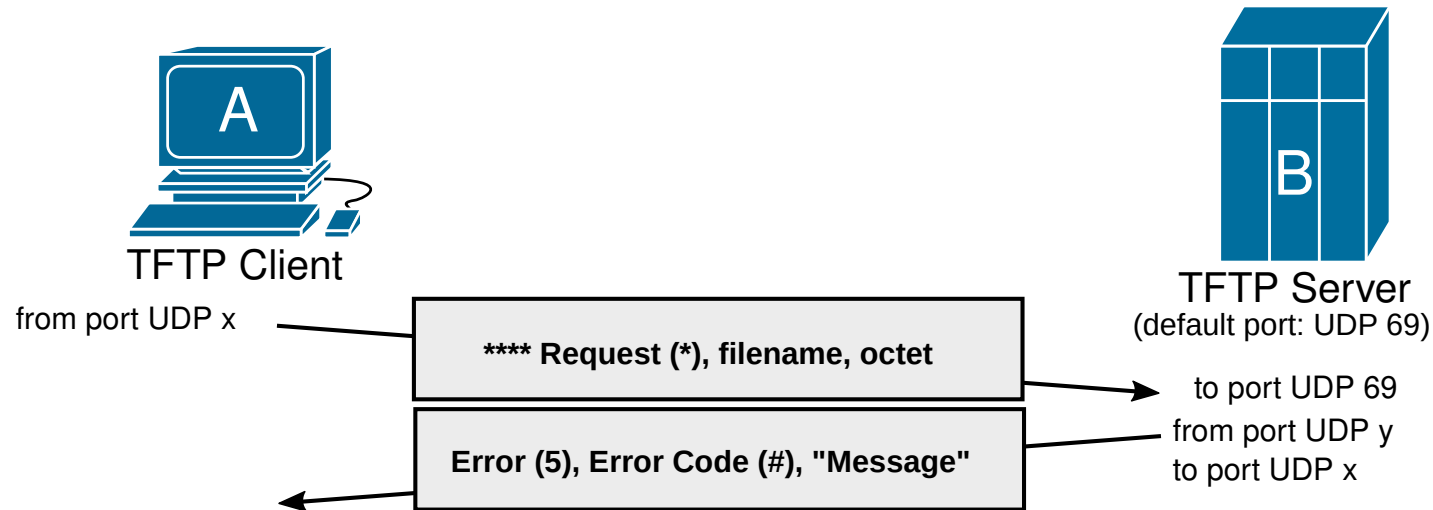 A
B
TFTP Client
TFTP Server
(default port: UDP 69)
from port UDP x
**** Request (*), filename, octet
to port UDP 69
from port UDP y
to port UDP x
Error (5), Error Code (#), "Message"